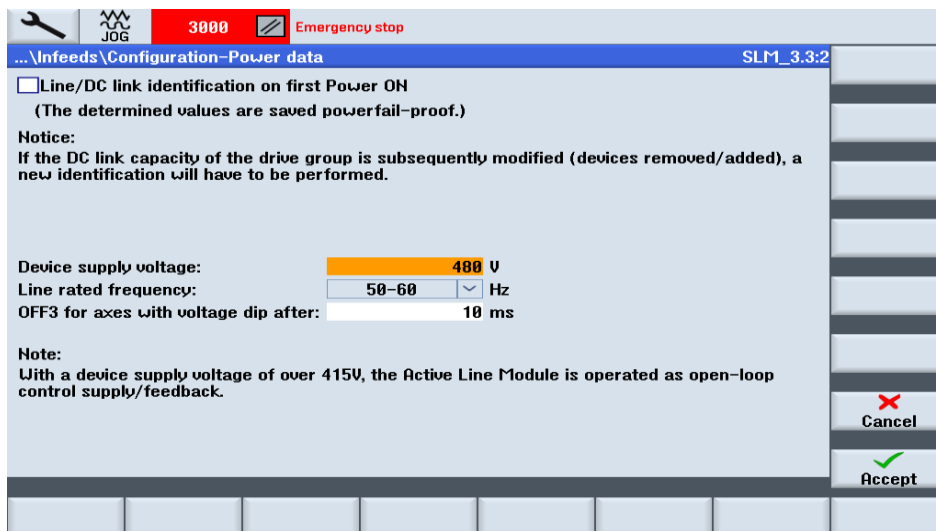 JOG
3000
Emergency stop
...\Infeeds\Configuration-Power data
SLM_3.3:2
Line/DC link identification on first Power ON
(The determined values are saved powerfail-proof.)
Notice:
If the DC link capacity of the drive group is subsequently modified (devices removed/added), a
new identification will have to be performed.
Device supply voltage: 480 V
Line rated frequency: 50-60 Hz
OFF3 for axes with voltage dip after: 10 ms
Note:
With a device supply voltage of over 415V, the Active Line Module is operated as open-loop
control supply/feedback.
Cancel
Accept